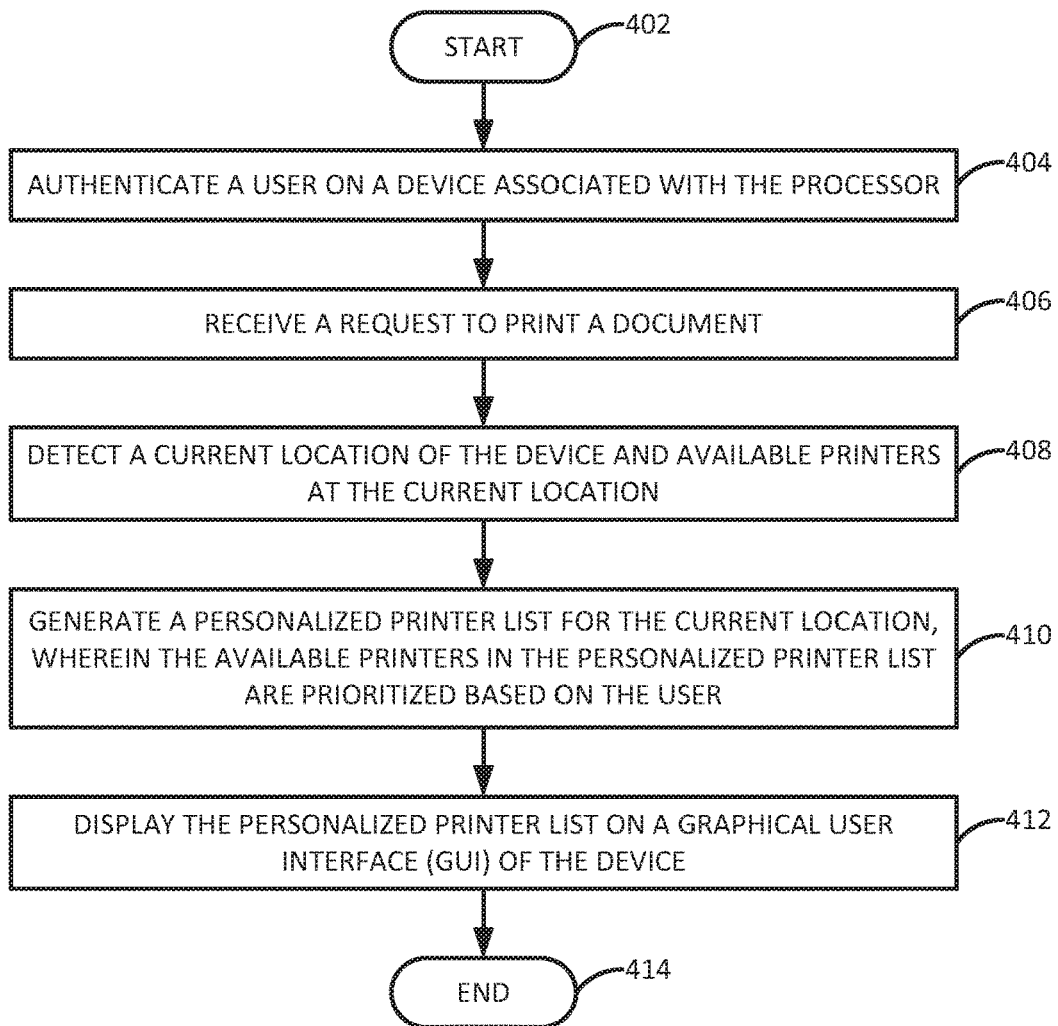 START
402
AUTHENTICATE A USER ON A DEVICE ASSOCIATED WITH THE PROCESSOR
404
RECEIVE A REQUEST TO PRINT A DOCUMENT
406
DETECT A CURRENT LOCATION OF THE DEVICE AND AVAILABLE PRINTERS
AT THE CURRENT LOCATION
408
GENERATE A PERSONALIZED PRINTER LIST FOR THE CURRENT LOCATION,
WHEREIN THE AVAILABLE PRINTERS IN THE PERSONALIZED PRINTER LIST
ARE PRIORITIZED BASED ON THE USER
410
DISPLAY THE PERSONALIZED PRINTER LIST ON A GRAPHICAL USER
INTERFACE (GUI) OF THE DEVICE
412
END
414